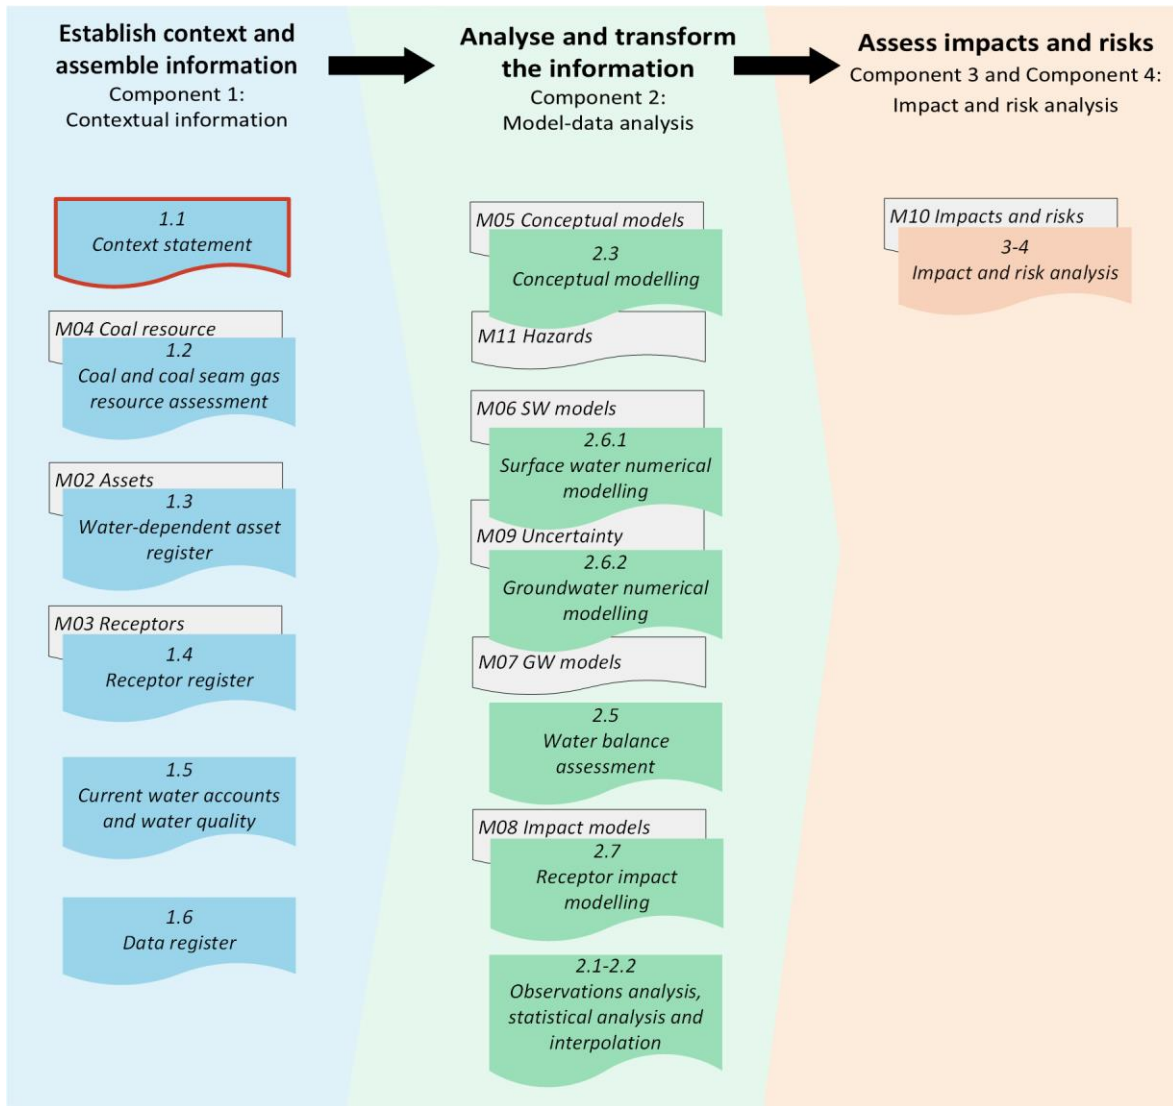 Establish context and
assemble information
Component 1:
Contextual information
Analyse and transform
the information
Component 2:
Model-data analysis
Assess impacts and risks
Component 3 and Component 4:
Impact and risk analysis
1.1
Context statement
M04 Coal resource
1.2
Coal and coal seam gas
resource assessment
M02 Assets
1.3
Water-dependent asset
register
M03 Receptors
1.4
Receptor register
1.5
Current water accounts
and water quality
1.6
Data register
M05 Conceptual models
2.3
Conceptual modelling
M11 Hazards
M06 SW models
2.6.1
Surface water numerical
modelling
M09 Uncertainty
2.6.2
Groundwater numerical
modelling
M07 GW models
2.5
Water balance
assessment
M08 Impact models
2.7
Receptor impact
modelling
2.1-2.2
Observations analysis,
statistical analysis and
interpolation
M10 Impacts and risks
3-4
Impact and risk analysis